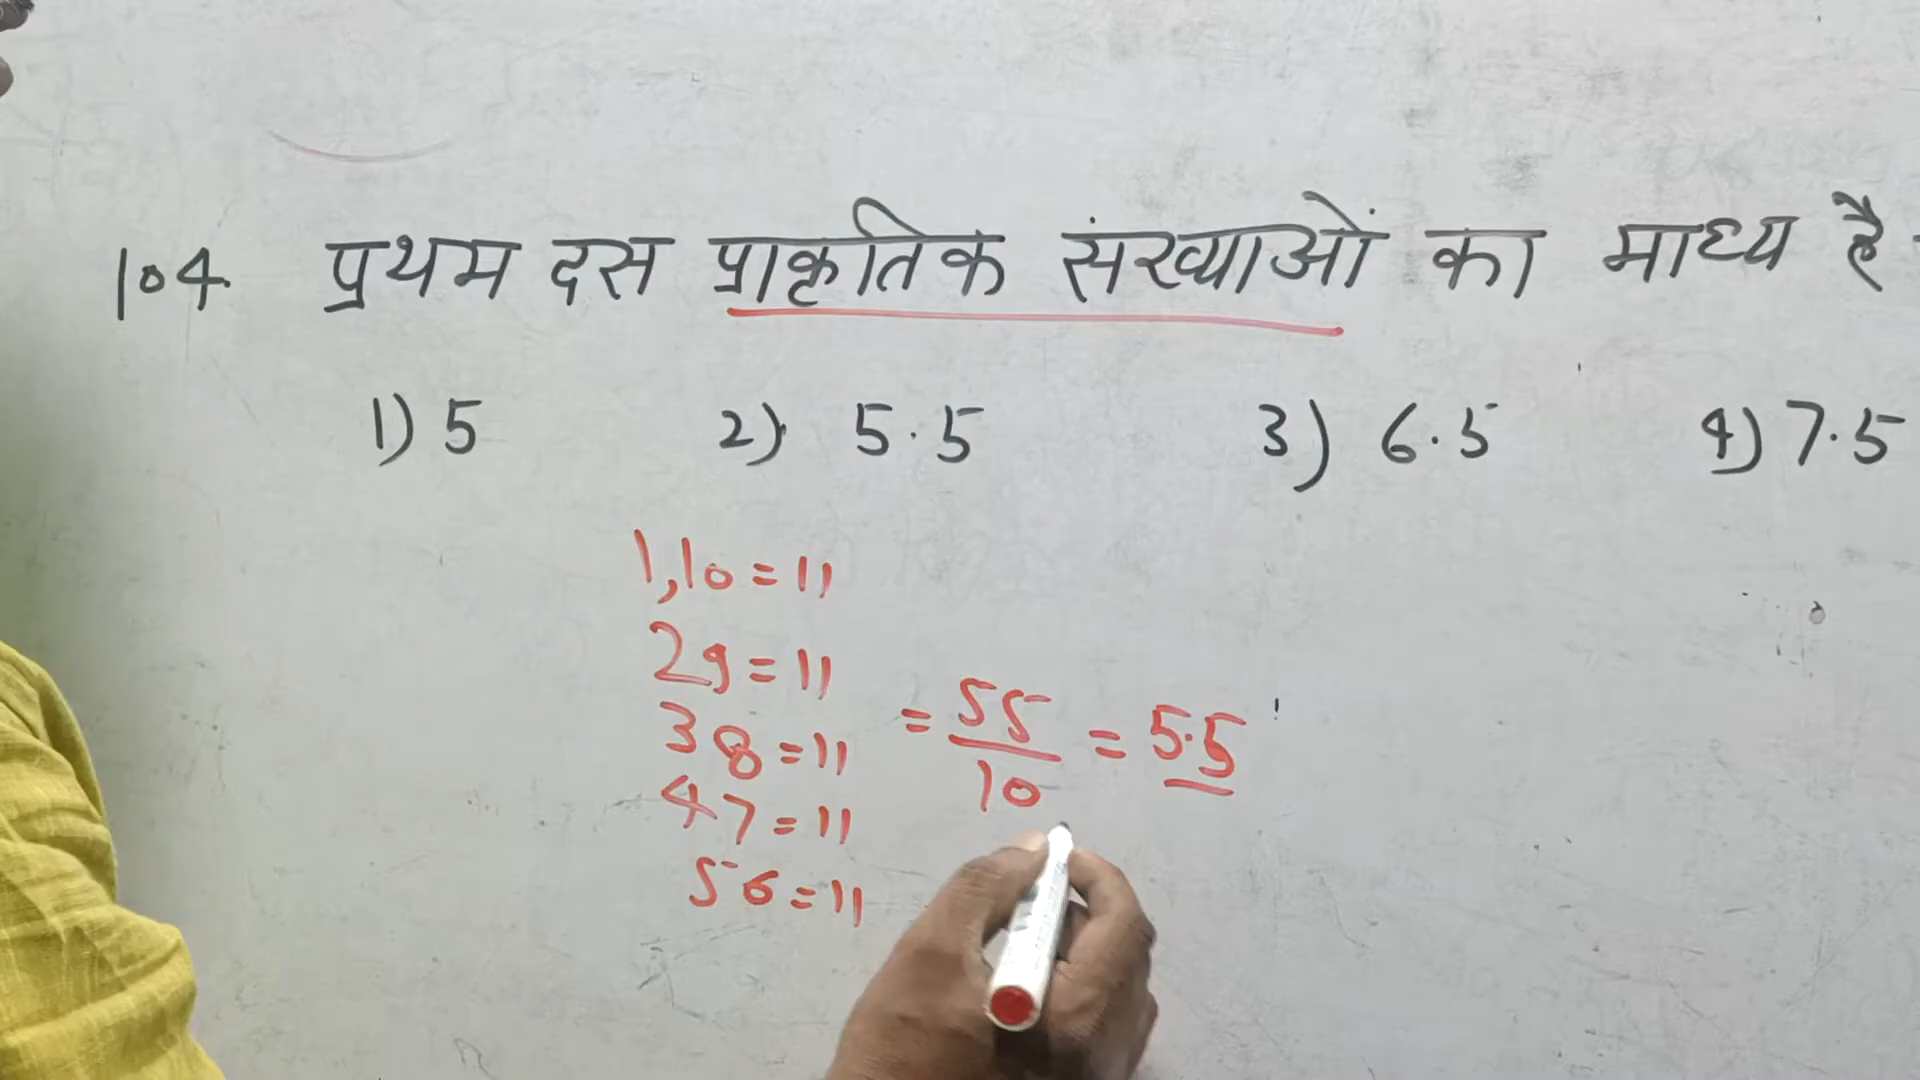 104. प्रथम दस प्राकृतिक संख्याओं का माध्य है -
1) 5 2) 5.5 3) 6.5 4) 7.5
1,10 = 11
2 9 = 11
3 8 = 11
4 7 = 11
5 6 = 11
= 55/10 = 5.5